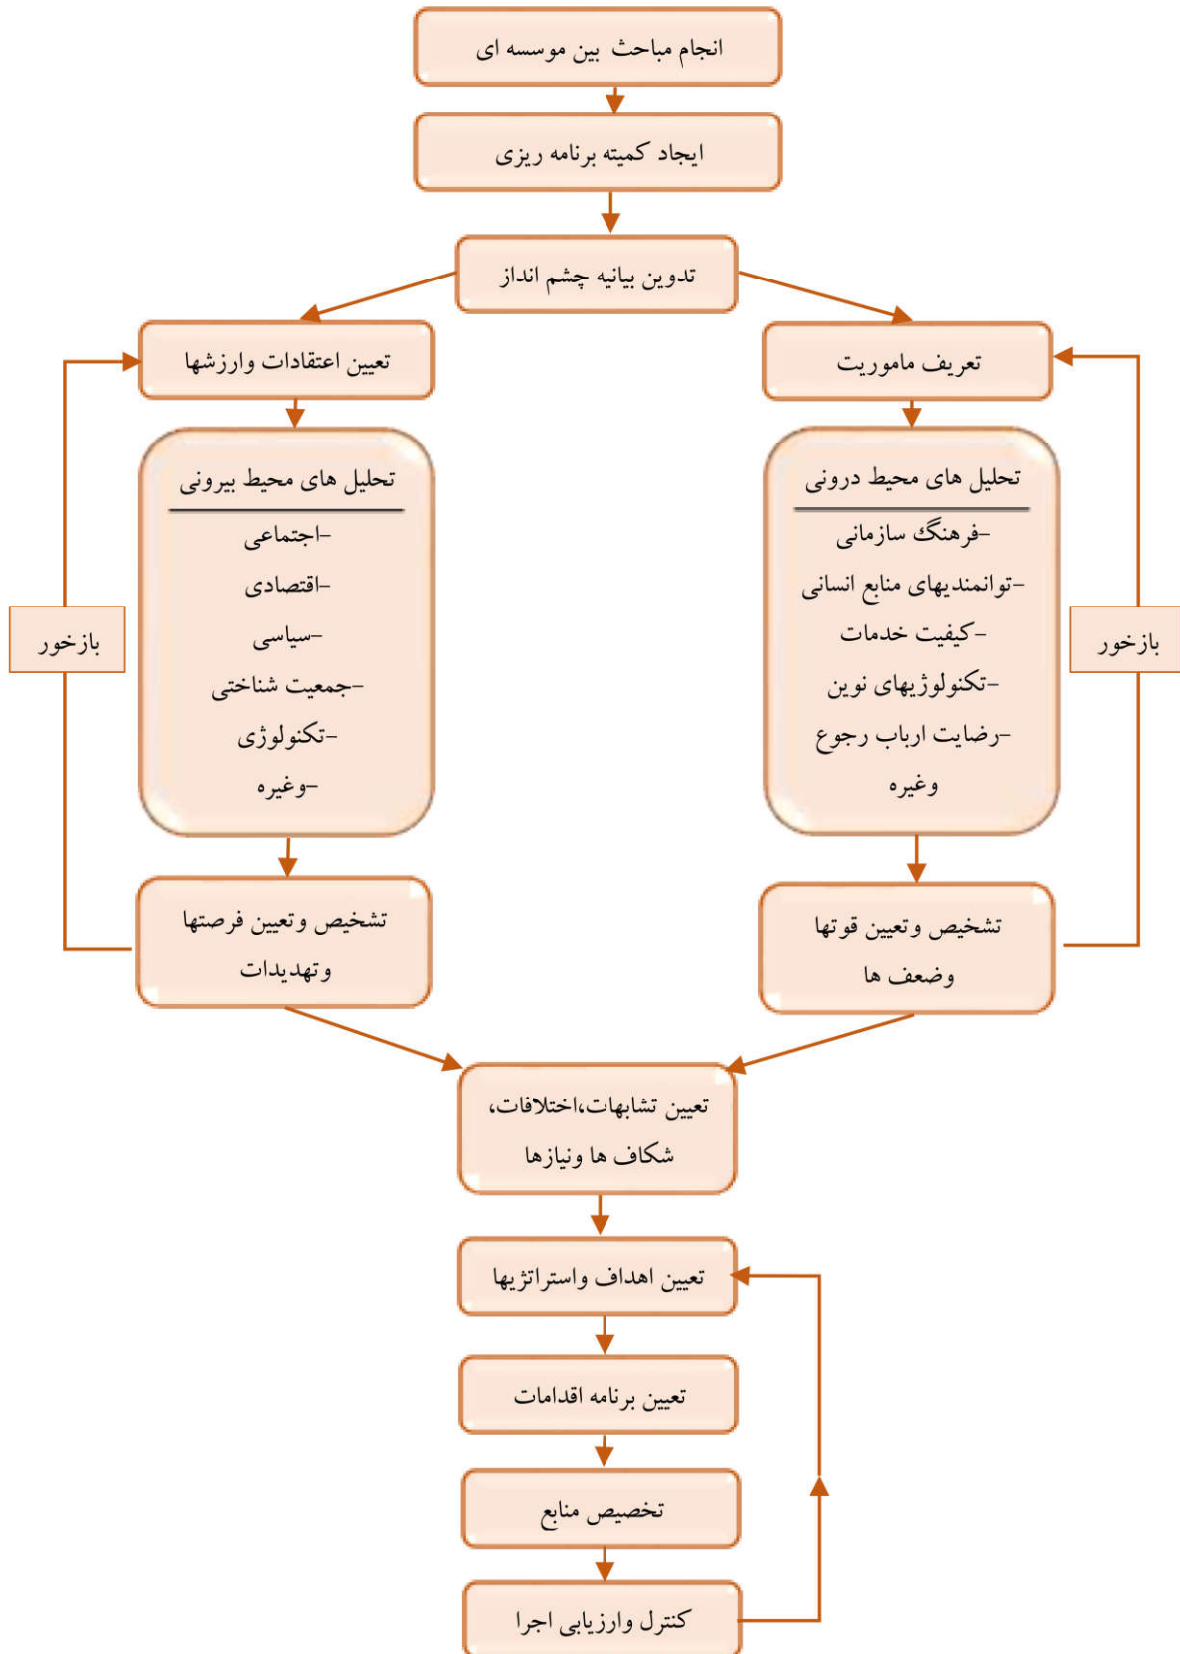 انجام مباحث بین موسسه ای
ایجاد کمیته برنامه ریزی
تدوین بیانیه چشم انداز
تعریف ماموریت
تحلیل های محیط درونی
-فرهنگ سازمانی
-توانمندیهای منابع انسانی
-کیفیت خدمات
-تکنولوژیهای نوین
-رضایت ارباب رجوع
وغیره
تشخیص وتعیین قوتها
وضعف ها
بازخور
تعیین اعتقادات وارزشها
تحلیل های محیط بیرونی
-اجتماعی
-اقتصادی
-سیاسی
-جمعیت شناختی
-تکنولوژی
-وغیره
تشخیص وتعیین فرصتها
وتهدیدات
بازخور
تعیین تشابهات،اختلافات،
شکاف ها ونیازها
تعیین اهداف واستراتژیها
تعیین برنامه اقدامات
تخصیص منابع
کنترل وارزیابی اجرا